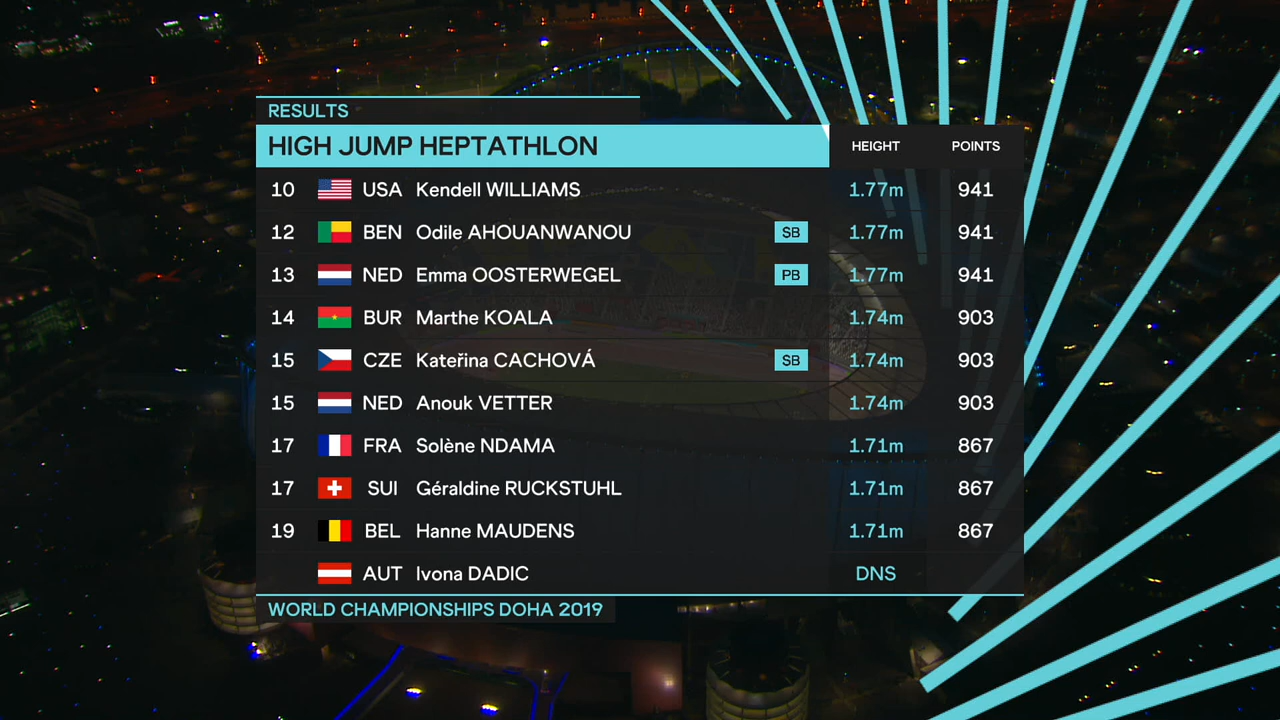 RESULTS
HIGH JUMP HEPTATHLON HEIGHT POINTS
10 USA Kendell WILLIAMS 1.77m 941
12 BEN Odile AHOUANWANOU SB 1.77m 941
13 NED Emma OOSTERWEGEL PB 1.77m 941
14 BUR Marthe KOALA 1.74m 903
15 CZE Kateřina CACHOVÁ SB 1.74m 903
15 NED Anouk VETTER 1.74m 903
17 FRA Solène NDAMA 1.71m 867
17 SUI Géraldine RUCKSTUHL 1.71m 867
19 BEL Hanne MAUDENS 1.71m 867
AUT Ivona DADIC DNS
WORLD CHAMPIONSHIPS DOHA 2019